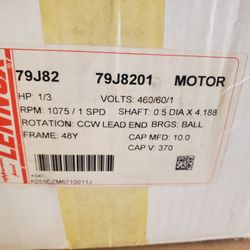 LENNOX
79J82 79J8201 MOTOR
HP: 1/3 VOLTS: 460/60/1
RPM: 1075 / 1 SPD SHAFT: 0.5 DIA X 4.188
ROTATION: CCW LEAD END BRGS: BALL
FRAME: 48Y CAP MFD: 10.0
CAP V: 370